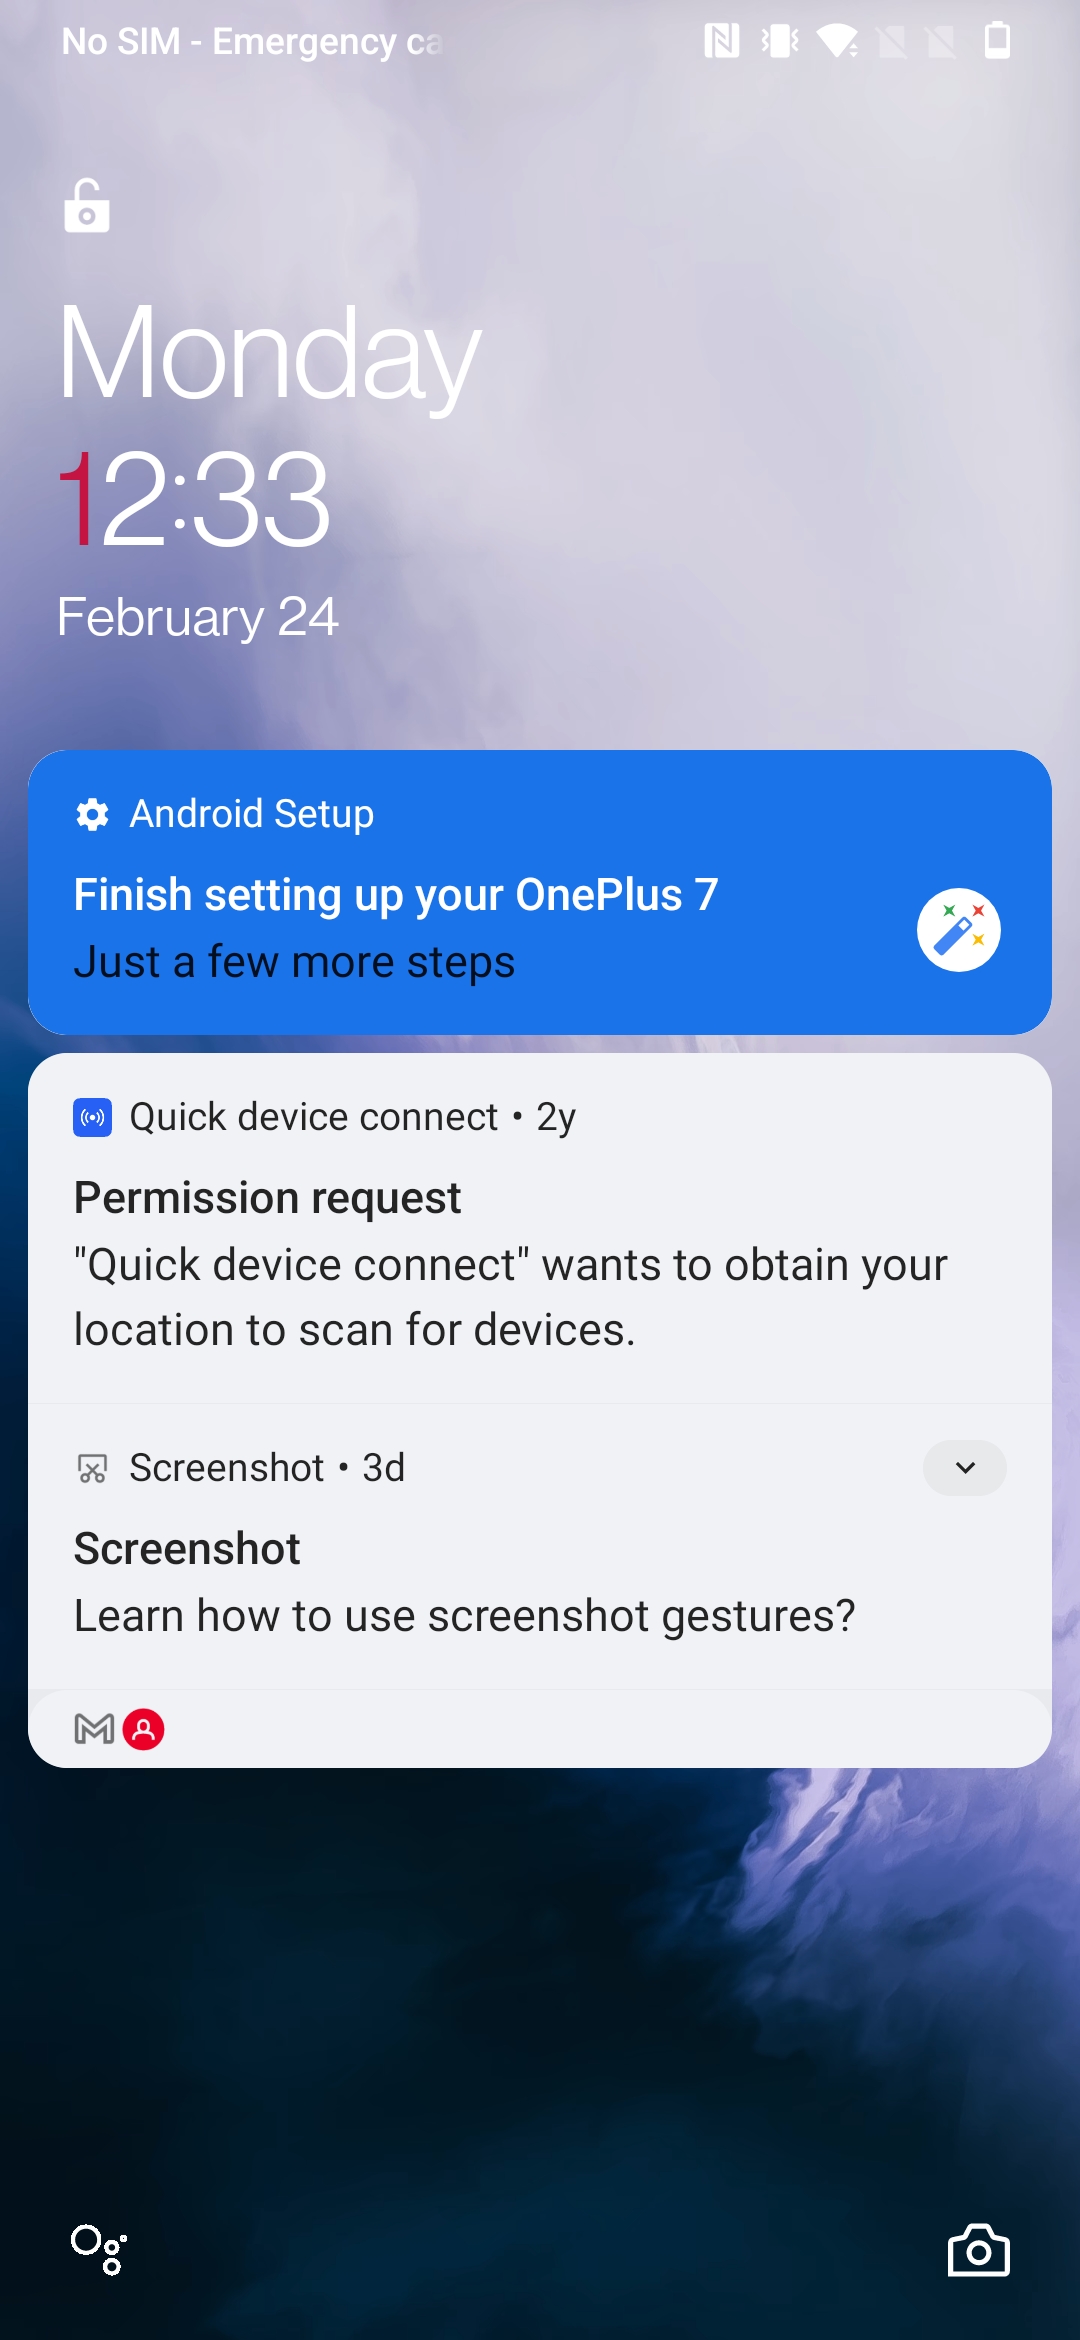 No SIM - Emergency ca
Monday
12:33
February 24
Android Setup
Finish setting up your OnePlus 7
Just a few more steps
Quick device connect • 2y
Permission request
"Quick device connect" wants to obtain your
location to scan for devices.
Screenshot • 3d
Screenshot
Learn how to use screenshot gestures?